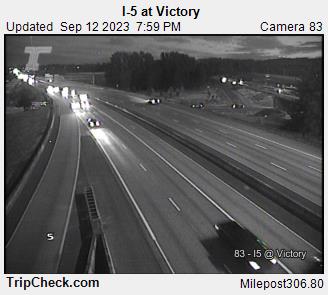 I-5 at Victory
Updated Sep 12 2023 7:59 PM
Camera 83
S
83 - I5 @ Victory
TripCheck.com
Milepost306.80